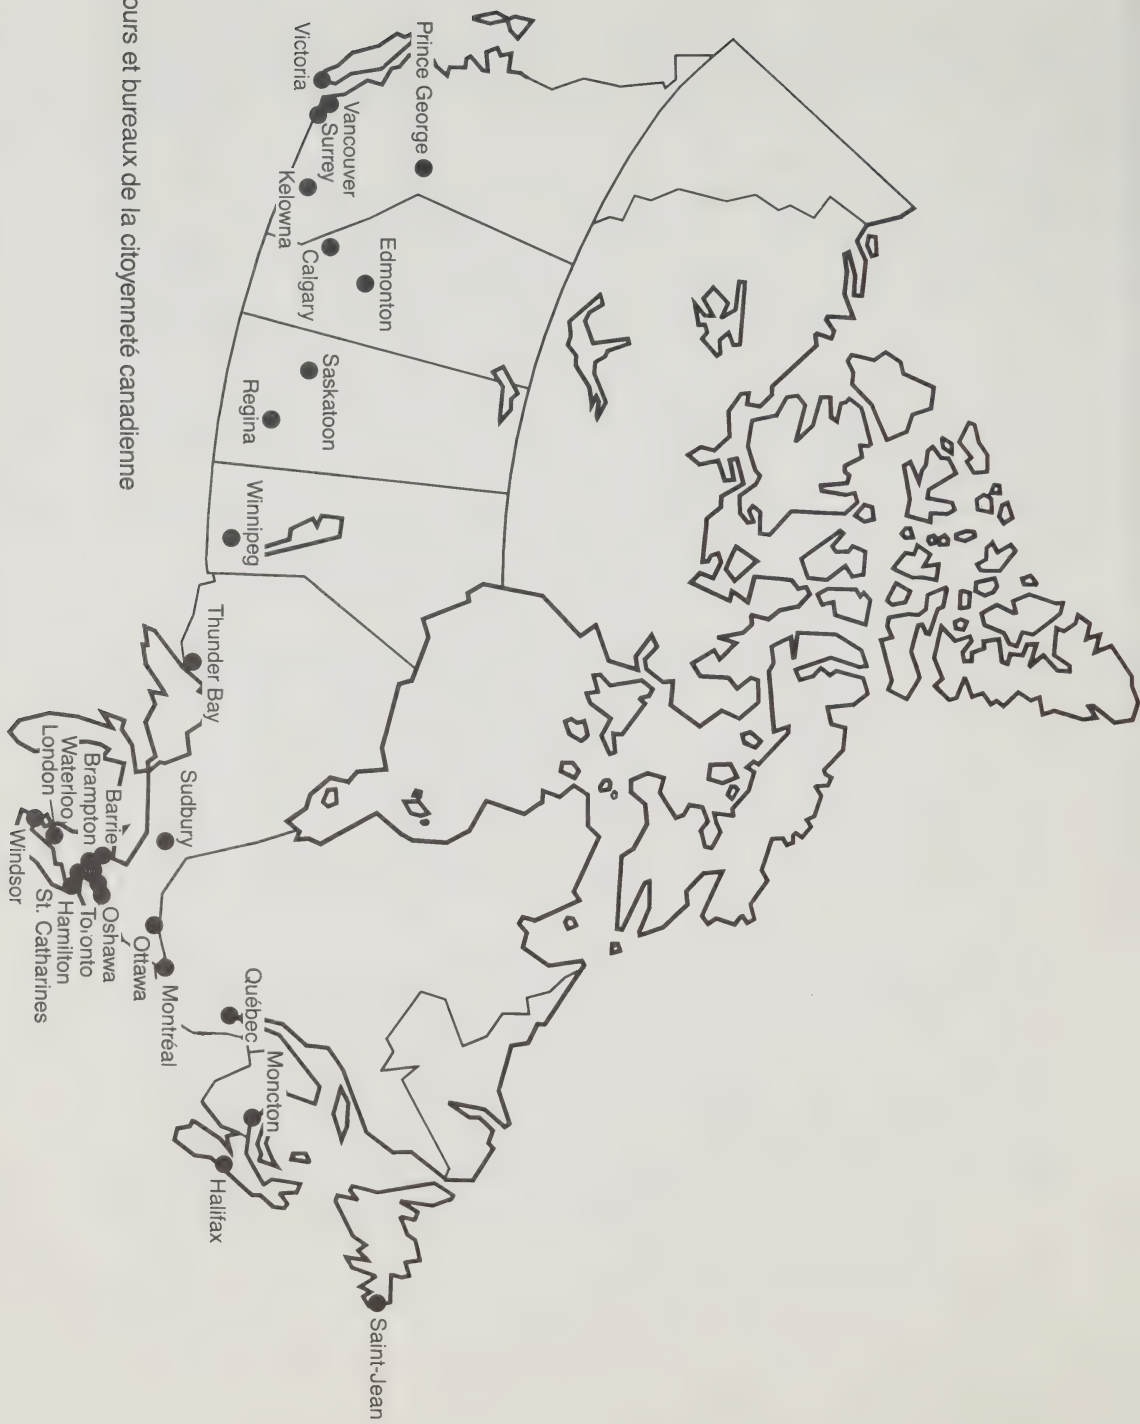 Prince George
Victoria
Vancouver
Surrey
Kelowna
Edmonton
Calgary
Saskatoon
Regina
Winnipeg
Thunder Bay
Sudbury
Barrie
Brampton
Waterloo
London
Windsor
St. Catharines
Hamilton
Toronto
Oshawa
Ottawa
Montréal
Québec
Moncton
Halifax
Saint-Jean
et bureaux de la citoyenneté canadienne